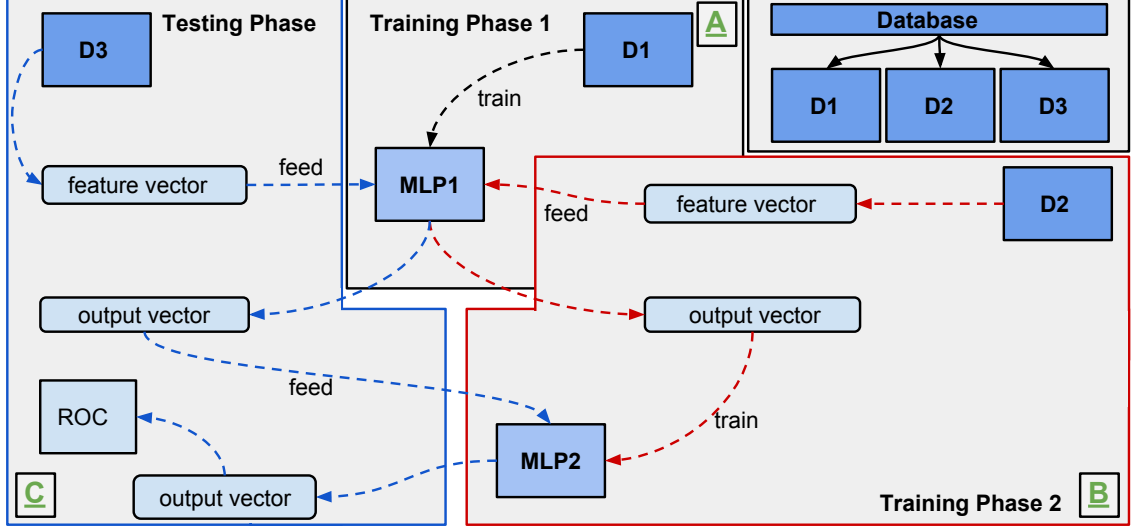 Testing Phase
D3
feature vector
feed
output vector
feed
ROC
output vector
C
Training Phase 1
A
D1
train
MLP1
Database
D1
D2
D3
feed
feature vector
D2
output vector
train
MLP2
Training Phase 2
B